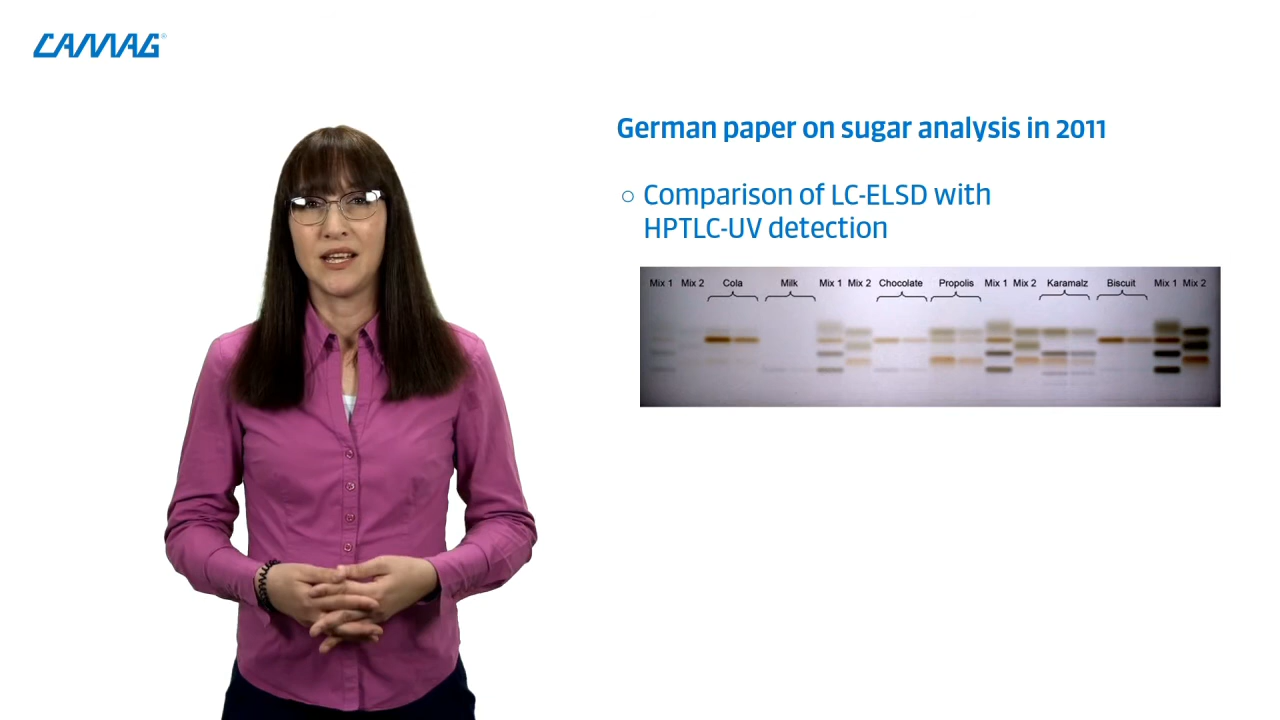 CAMAG®
German paper on sugar analysis in 2011
○ Comparison of LC-ELSD with
HPTLC-UV detection
Mix 1 Mix 2 Cola Milk Mix 1 Mix 2 Chocolate Propolis Mix 1 Mix 2 Karamalz Biscuit Mix 1 Mix 2